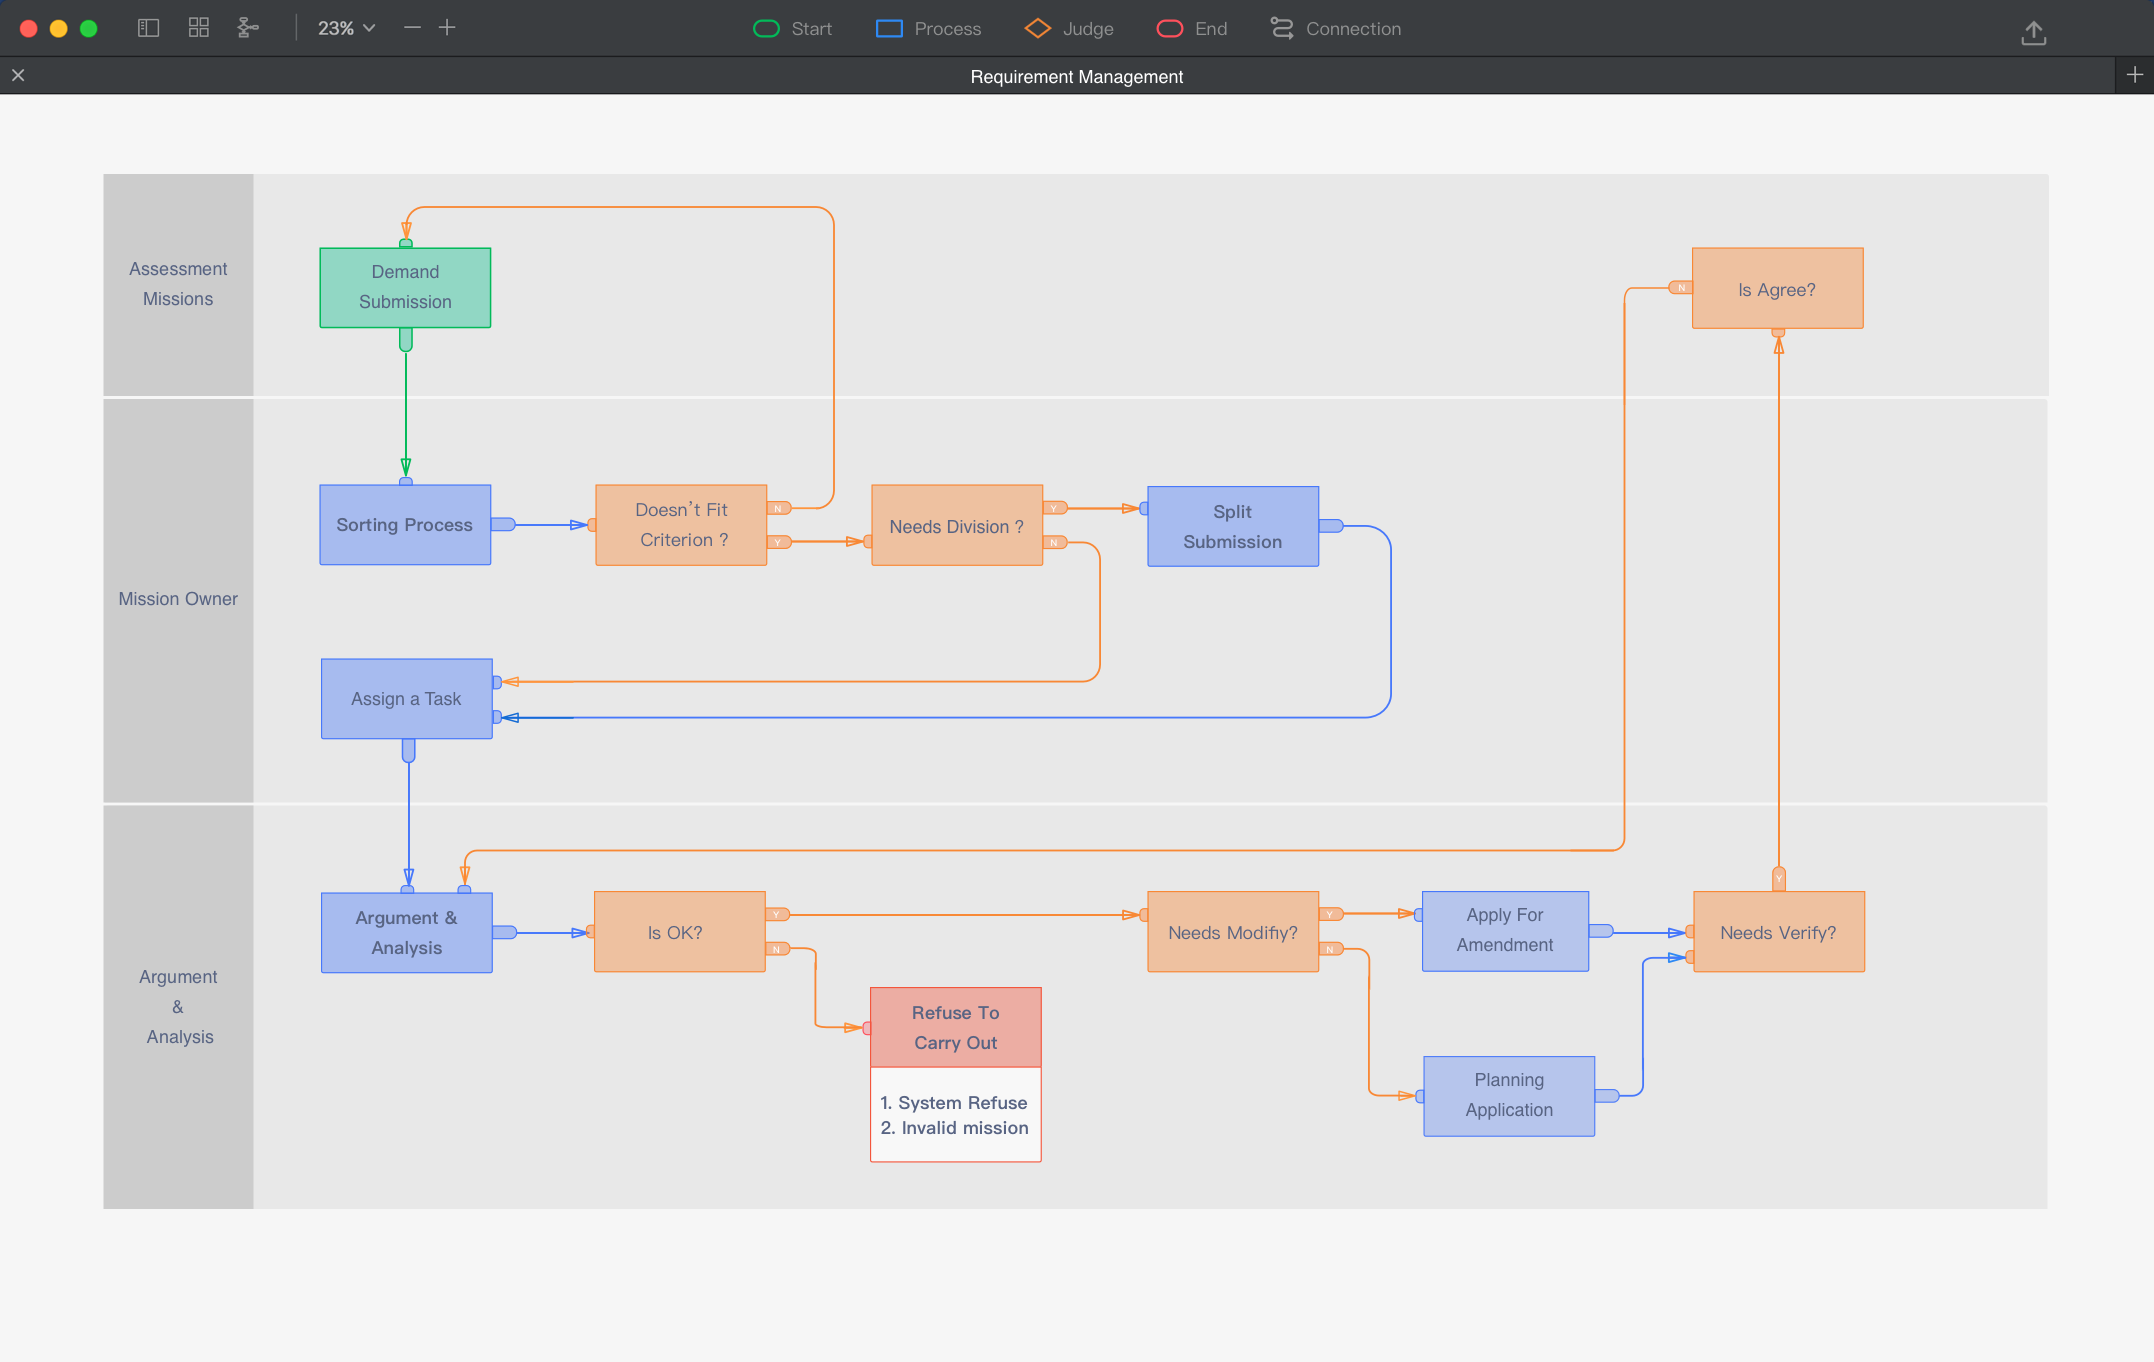 23%
Start
Process
Judge
End
Connection
Requirement Management
Assessment
Missions
Demand
Submission
N
Is Agree?
Mission Owner
Sorting Process
Doesn't Fit
Criterion ?
N
Y
Needs Division ?
Y
N
Split
Submission
Assign a Task
Argument
&
Analysis
Argument &
Analysis
Is OK?
Y
N
Refuse To
Carry Out
1. System Refuse
2. Invalid mission
Needs Modifiy?
Y
N
Apply For
Amendment
Planning
Application
Y
Needs Verify?